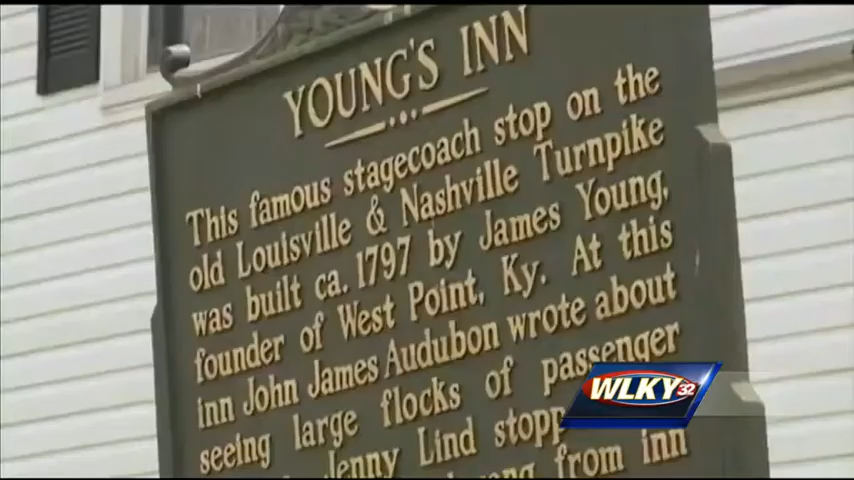 YOUNG'S INN
This famous stagecoach stop on the
old Louisville & Nashville Turnpike
was built ca. 1797 by James Young,
founder of West Point, Ky. At this
inn John James Audubon wrote about
seeing large flocks of passenger
Jenny Lind stopp
from inn
WLKY 32